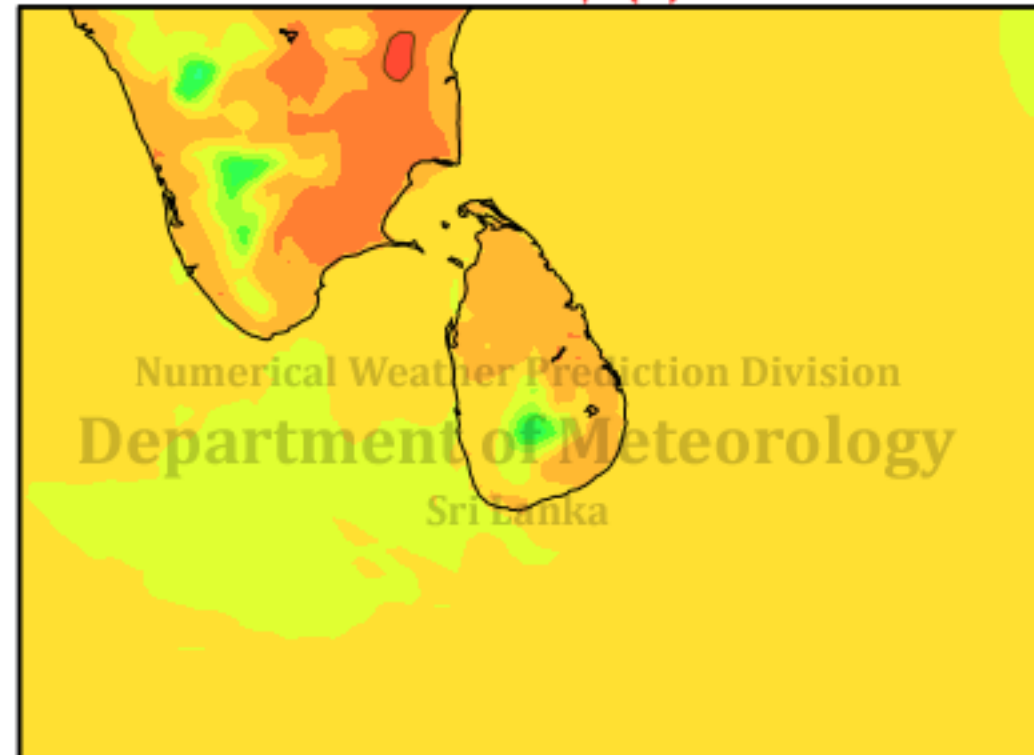 Numerical Weather Prediction Division
Department of Meteorology
Sri Lanka